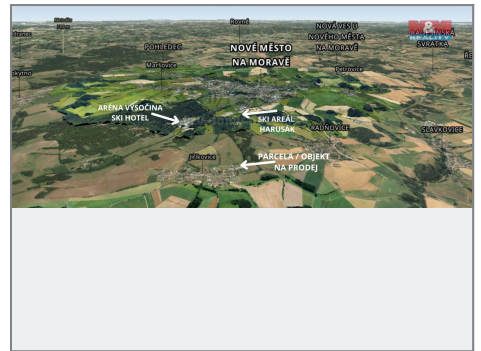 Rovné
NOVÁ VES U
NOVÉHO MĚSTA
NA MORAVĚ
M&M
REALITY
SVRATKA
POHLEDEC
NOVÉ MĚSTO
NA MORAVĚ
Maršovice
Petrovice
ARÉNA VYSOČINA
SKI HOTEL
SKI AREÁL
HARUSÁK
RADŇOVICE
SLAVKOVICE
Jiříkovice
PARCELA / OBJEKT
NA PRODEJ